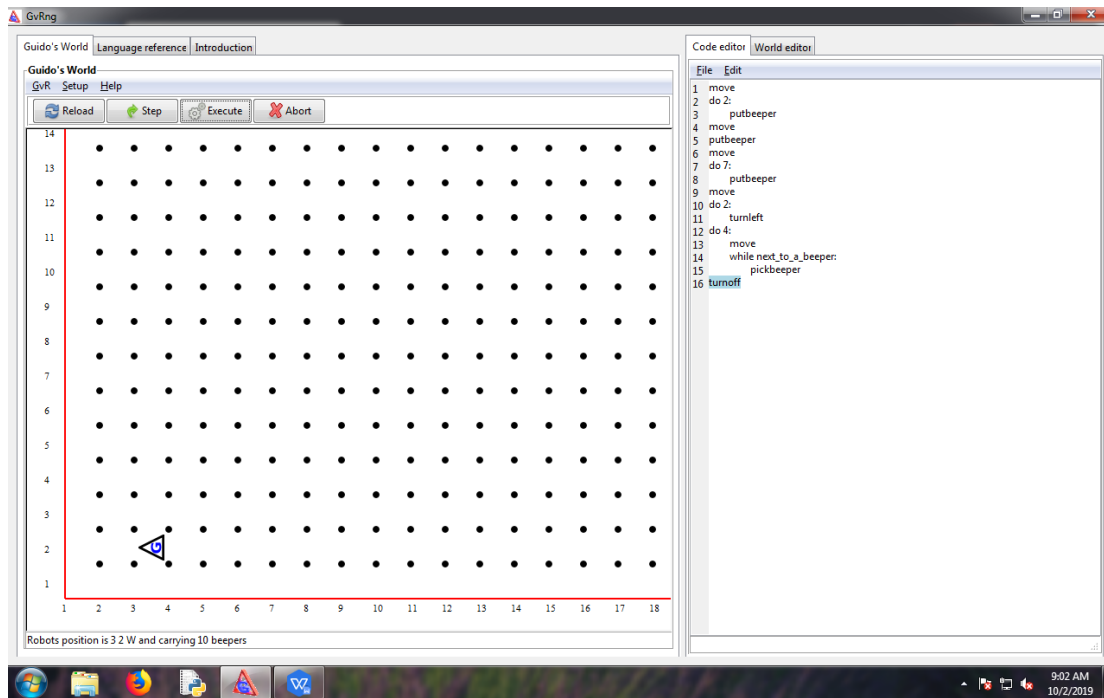 GvRng
Guido's World Language reference Introduction
Guido's World
GvR Setup Help
Reload Step Execute Abort
14
13
12
11
10
9
8
7
6
5
4
3
2
1
G
1 2 3 4 5 6 7 8 9 10 11 12 13 14 15 16 17 18
Robots position is 3 2 W and carrying 10 beepers
Code editor World editor
File Edit
1 move
2 do 2:
3 putbeeper
4 move
5 putbeeper
6 move
7 do 7:
8 putbeeper
9 move
10 do 2:
11 turnleft
12 do 4:
13 move
14 while next_to_a_beeper:
15 pickbeeper
16 turnoff
9:02 AM
10/2/2019